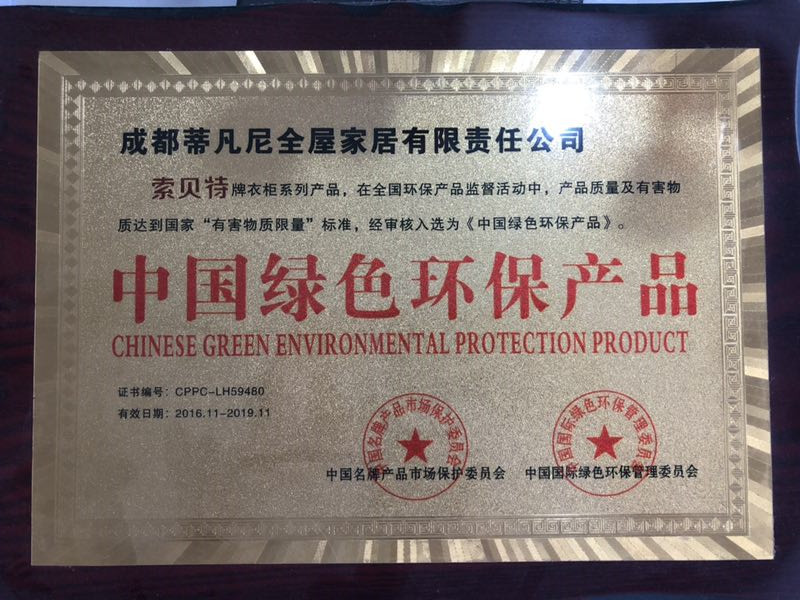 成都蒂凡尼全屋家居有限责任公司
索贝特牌衣柜系列产品，在全国环保产品监督活动中，产品质量及有害物
质达到国家“有害物质限量”标准，经审核入选为《中国绿色环保产品》。
中国绿色环保产品
CHINESE GREEN ENVIRONMENTAL PROTECTION PRODUCT
证书编号：CPPC-LH59480
有效日期：2016.11-2019.11
中国名牌产品市场保护委员会
中国国际绿色环保管理委员会
中国名牌产品市场保护委员会 中国国际绿色环保管理委员会